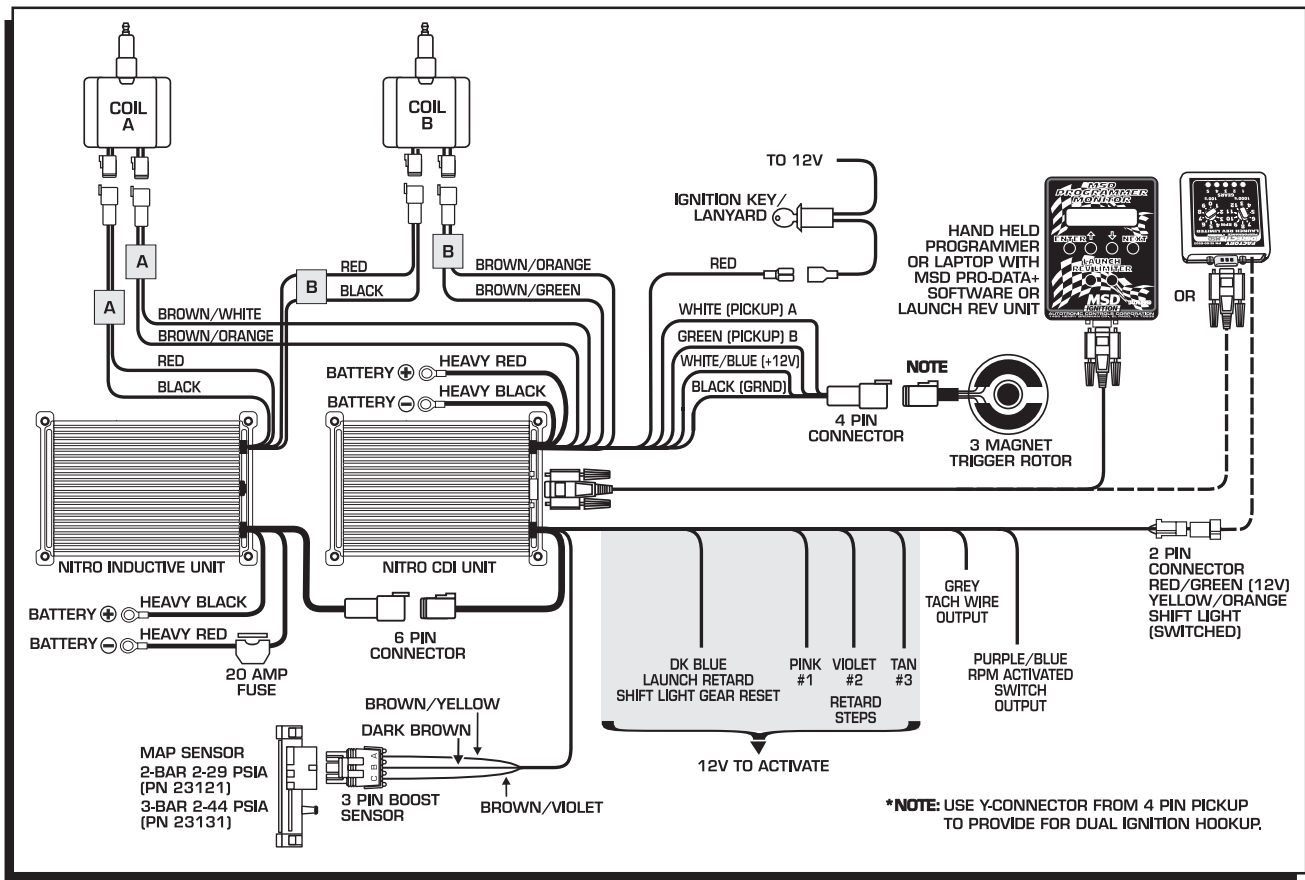 COIL
A
COIL
B
A
A
B
B
RED
BLACK
BROWN/ORANGE
BROWN/GREEN
BROWN/WHITE
BROWN/ORANGE
RED
BLACK
BATTERY + HEAVY RED
BATTERY - HEAVY BLACK
TO 12V
IGNITION KEY/
LANYARD
RED
WHITE (PICKUP) A
GREEN (PICKUP) B
WHITE/BLUE (+12V)
BLACK (GRND)
4 PIN
CONNECTOR
NOTE
3 MAGNET
TRIGGER ROTOR
HAND HELD
PROGRAMMER
OR LAPTOP WITH
MSD PRO-DATA+
SOFTWARE OR
LAUNCH REV UNIT
MSD
PROGRAMMER
MONITOR
ENTER
NEXT
LAUNCH
REV LIMITER
MSD
IGNITION
AUTOTRONIC CONTROLS CORPORATION
OR
NITRO INDUCTIVE UNIT
NITRO CDI UNIT
BATTERY + HEAVY BLACK
BATTERY - HEAVY RED
20 AMP
FUSE
6 PIN
CONNECTOR
DK BLUE
LAUNCH RETARD
SHIFT LIGHT GEAR RESET
PINK
#1
VIOLET
#2
TAN
#3
RETARD
STEPS
12V TO ACTIVATE
GREY
TACH WIRE
OUTPUT
PURPLE/BLUE
RPM ACTIVATED
SWITCH
OUTPUT
2 PIN
CONNECTOR
RED/GREEN (12V)
YELLOW/ORANGE
SHIFT LIGHT
(SWITCHED)
MAP SENSOR
2-BAR 2-29 PSIA
(PN 23121)
3-BAR 2-44 PSIA
(PN 23131)
C B A
3 PIN BOOST
SENSOR
BROWN/YELLOW
DARK BROWN
BROWN/VIOLET
*NOTE: USE Y-CONNECTOR FROM 4 PIN PICKUP
TO PROVIDE FOR DUAL IGNITION HOOKUP.